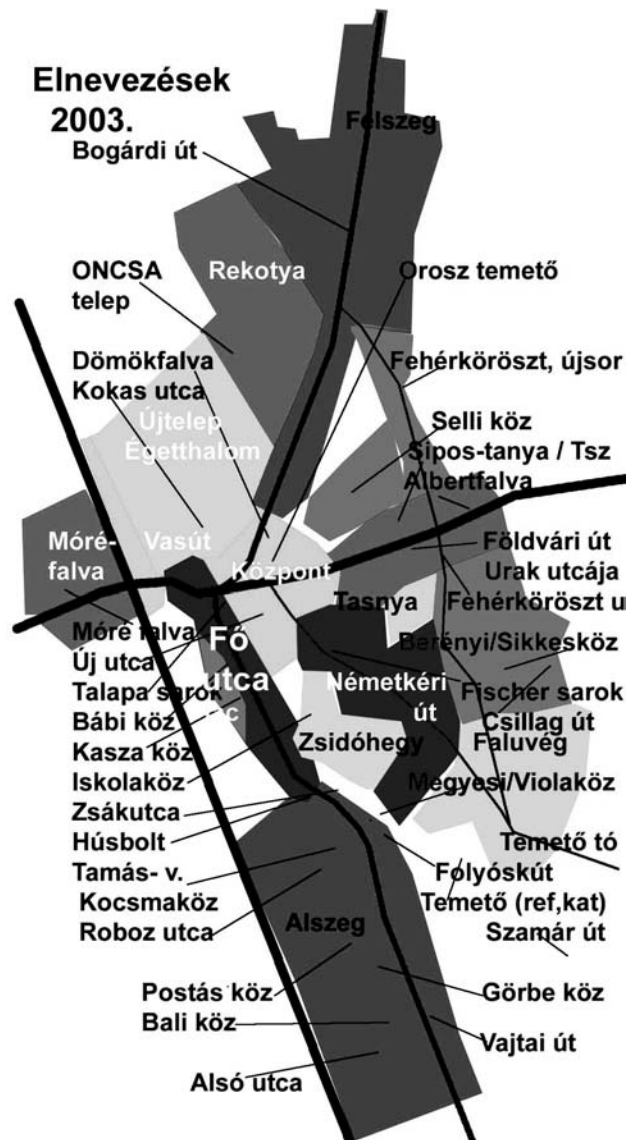 Elnevezések
2003.
Felszeg
Bogárdi út
ONCSA
telep
Rekotya
Orosz temető
Dömökfalva
Kokas utca
Fehérköröszt, újsor
Újtelep
Égetthalom
Selli köz
Sipos-tanya / Tsz
Albertfalva
Móré-
falva
Vasút
Központ
Földvári út
Urak utcája
Tasnya
Fehérköröszt u
Móré falva
Új utca
Talapa sarok
Bábi köz
Kasza köz
Iskolaköz
Zsákutca
Húsbolt
Tamás- v.
Kocsmaköz
Roboz utca
Fő
utca
Berényi/Sikkesköz
Németkéri
út
Fischer sarok
Csillag út
Zsidóhegy
Faluvég
Megyesi/Violaköz
Temető tó
Folyóskút
Temető (ref,kat)
Szamár út
Alszeg
Postás köz
Bali köz
Görbe köz
Vajtai út
Alsó utca